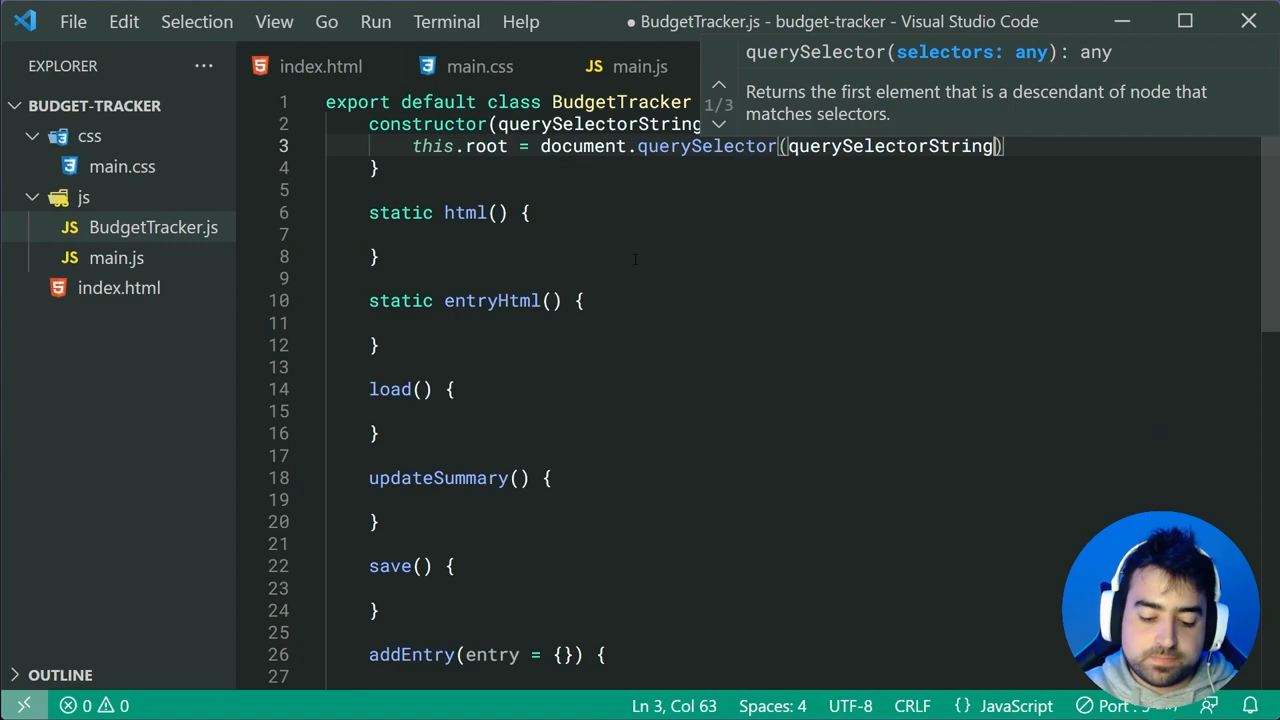 File Edit Selection View Go Run Terminal Help ● BudgetTracker.js - budget-tracker - Visual Studio Code
EXPLORER ...
index.html main.css JS main.js
querySelector(selectors: any): any
1/3
Returns the first element that is a descendant of node that
matches selectors.
BUDGET-TRACKER
css
main.css
js
JS BudgetTracker.js
JS main.js
index.html
OUTLINE
1 export default class BudgetTracker
2 constructor(querySelectorString
3 this.root = document.querySelector(querySelectorString)
4 }
5
6 static html() {
7
8 }
9
10 static entryHtml() {
11
12 }
13
14 load() {
15
16 }
17
18 updateSummary() {
19
20 }
21
22 save() {
23
24 }
25
26 addEntry(entry = {}) {
27
0 0 Ln 3, Col 63 Spaces: 4 UTF-8 CRLF {} JavaScript Port :